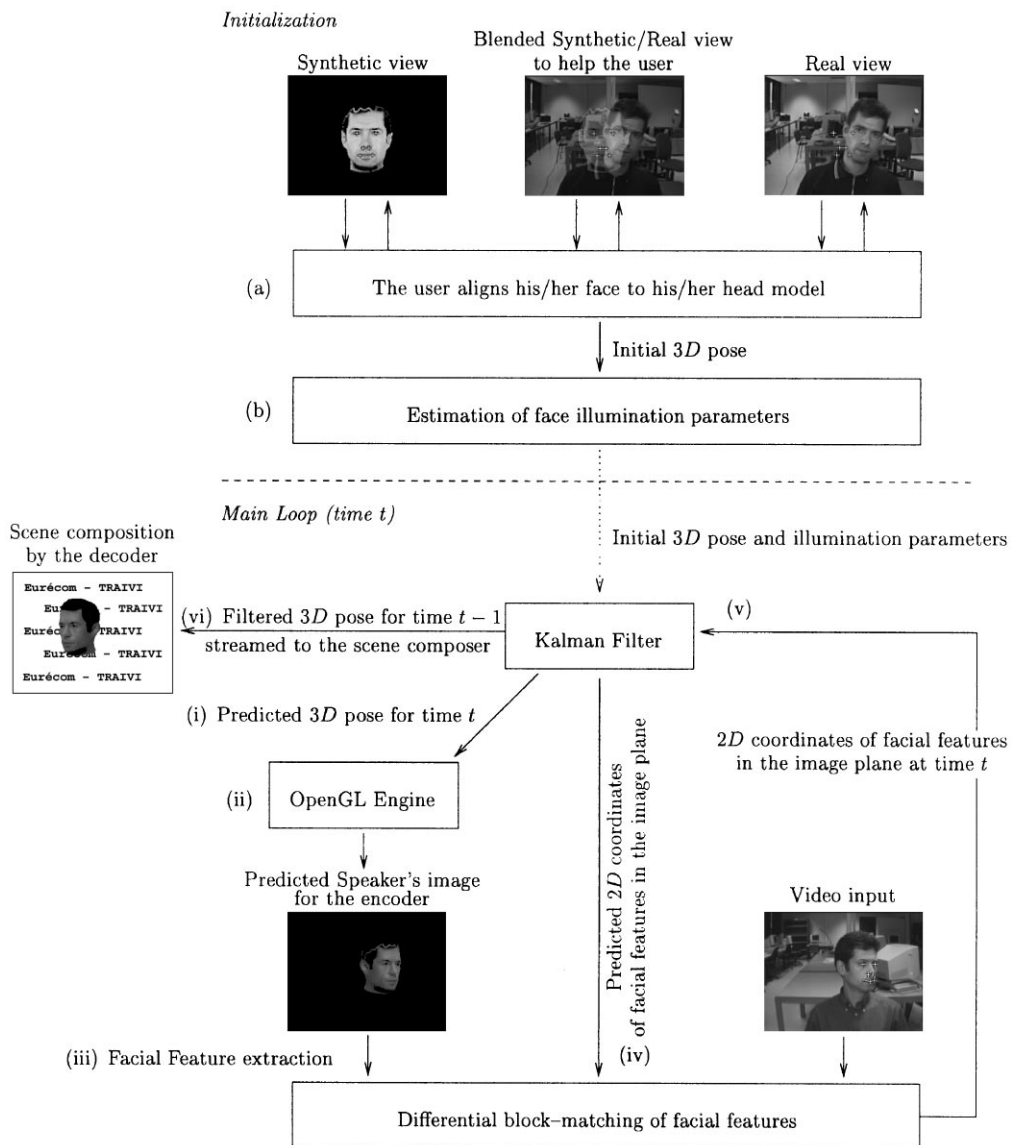 Initialization
Synthetic view
Blended Synthetic/Real view
to help the user
Real view
(a)
The user aligns his/her face to his/her head model
Initial 3D pose
(b)
Estimation of face illumination parameters
Main Loop (time t)
Initial 3D pose and illumination parameters
Scene composition
by the decoder
Eurécom - TRAIVI
Eur - TRAIVI
Euréc TRAIVI
Eur - TRAIVI
Eurécom - TRAIVI
(vi) Filtered 3D pose for time t − 1
streamed to the scene composer
Kalman Filter
(v)
(i) Predicted 3D pose for time t
2D coordinates of facial features
in the image plane at time t
(ii)
OpenGL Engine
Predicted 2D coordinates
of facial features in the image plane
Predicted Speaker's image
for the encoder
Video input
(iii) Facial Feature extraction
(iv)
Differential block–matching of facial features